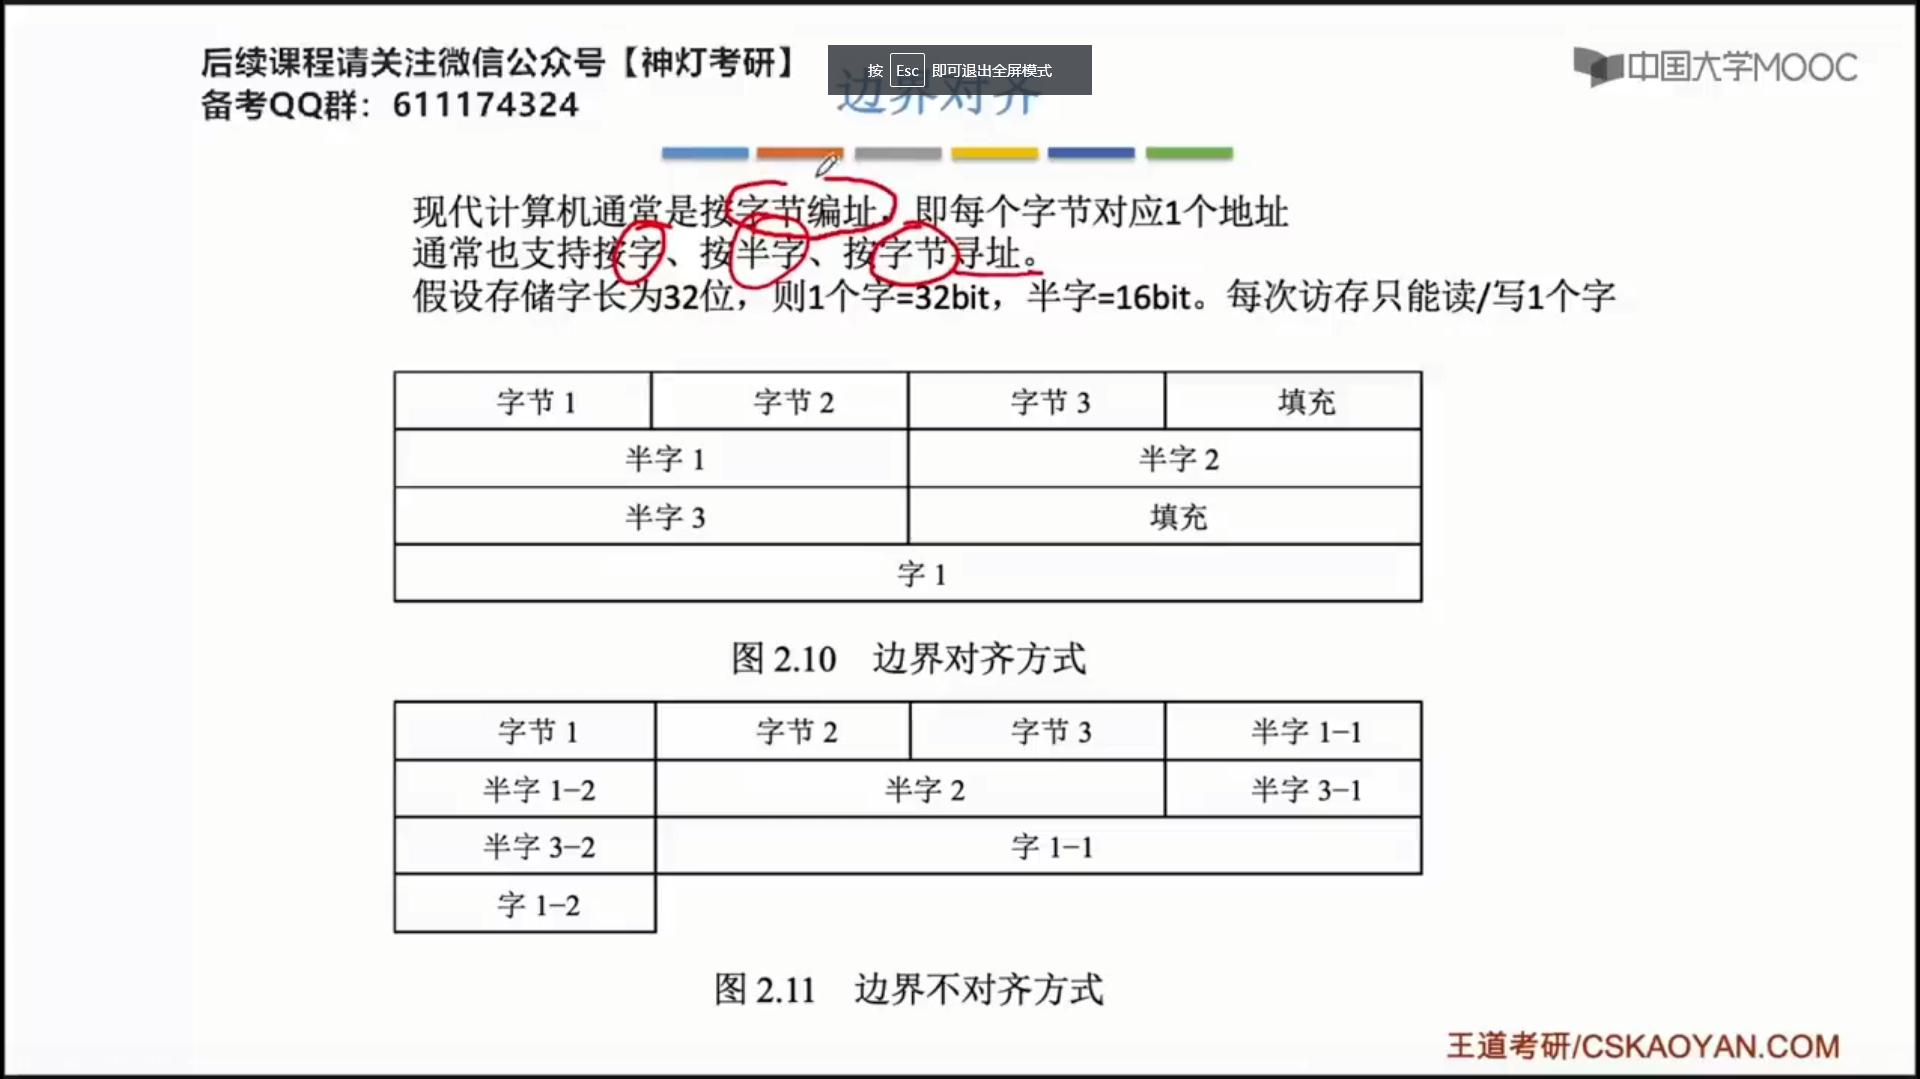 后续课程请关注微信公众号【神灯考研】
备考QQ群：611174324
按 Esc 即可退出全屏模式
边界对齐
中国大学MOOC
现代计算机通常是按字节编址，即每个字节对应1个地址
通常也支持按字、按半字、按字节寻址。
假设存储字长为32位，则1个字=32bit，半字=16bit。每次访存只能读/写1个字
字节 1 字节 2 字节 3 填充
半字 1 半字 2
半字 3 填充
字 1
图 2.10 边界对齐方式
字节 1 字节 2 字节 3 半字 1−1
半字 1−2 半字 2 半字 3−1
半字 3−2 字 1−1
字 1−2
图 2.11 边界不对齐方式
王道考研/CSKAOYAN.COM